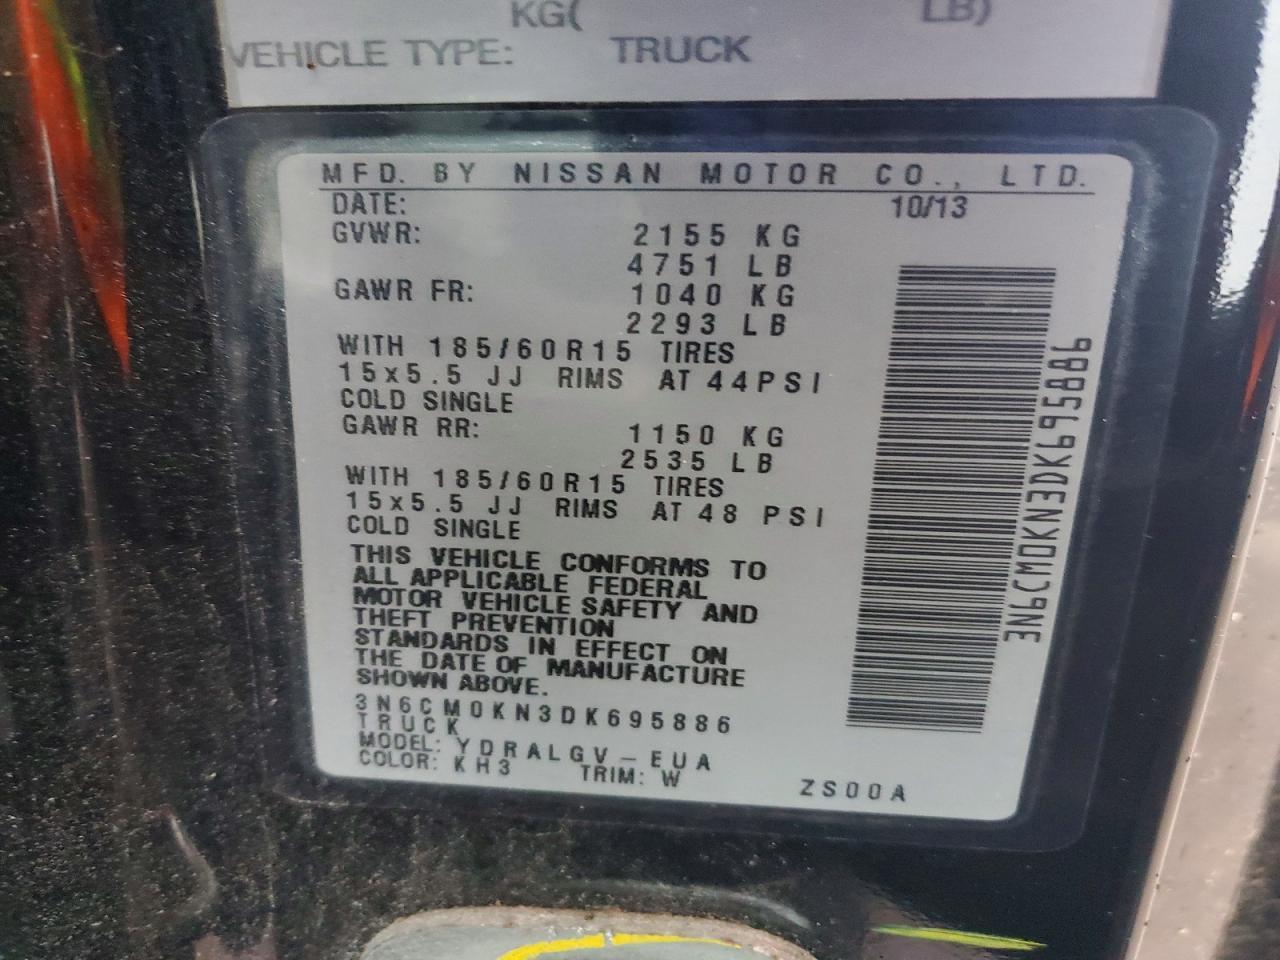 KG( LB)
VEHICLE TYPE: TRUCK
MFD. BY NISSAN MOTOR CO., LTD.
DATE: 10/13
GVWR: 2155 KG
4751 LB
GAWR FR: 1040 KG
2293 LB
WITH 185/60R15 TIRES
15x5.5 JJ RIMS AT 44PSI
COLD SINGLE
GAWR RR: 1150 KG
2535 LB
WITH 185/60R15 TIRES
15x5.5 JJ RIMS AT 48 PSI
COLD SINGLE
THIS VEHICLE CONFORMS TO
ALL APPLICABLE FEDERAL
MOTOR VEHICLE SAFETY AND
THEFT PREVENTION
STANDARDS IN EFFECT ON
THE DATE OF MANUFACTURE
SHOWN ABOVE.
3N6CM0KN3DK695886
TRUCK
MODEL: YDRALGV-EUA
COLOR: KH3 TRIM: W
ZS00A
3N6CM0KN3DK695886